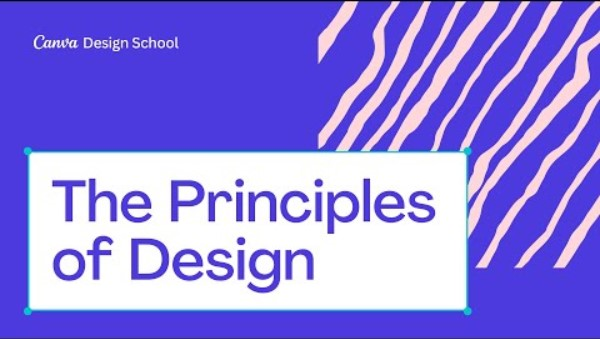 Canva Design School
The Principles
of Design